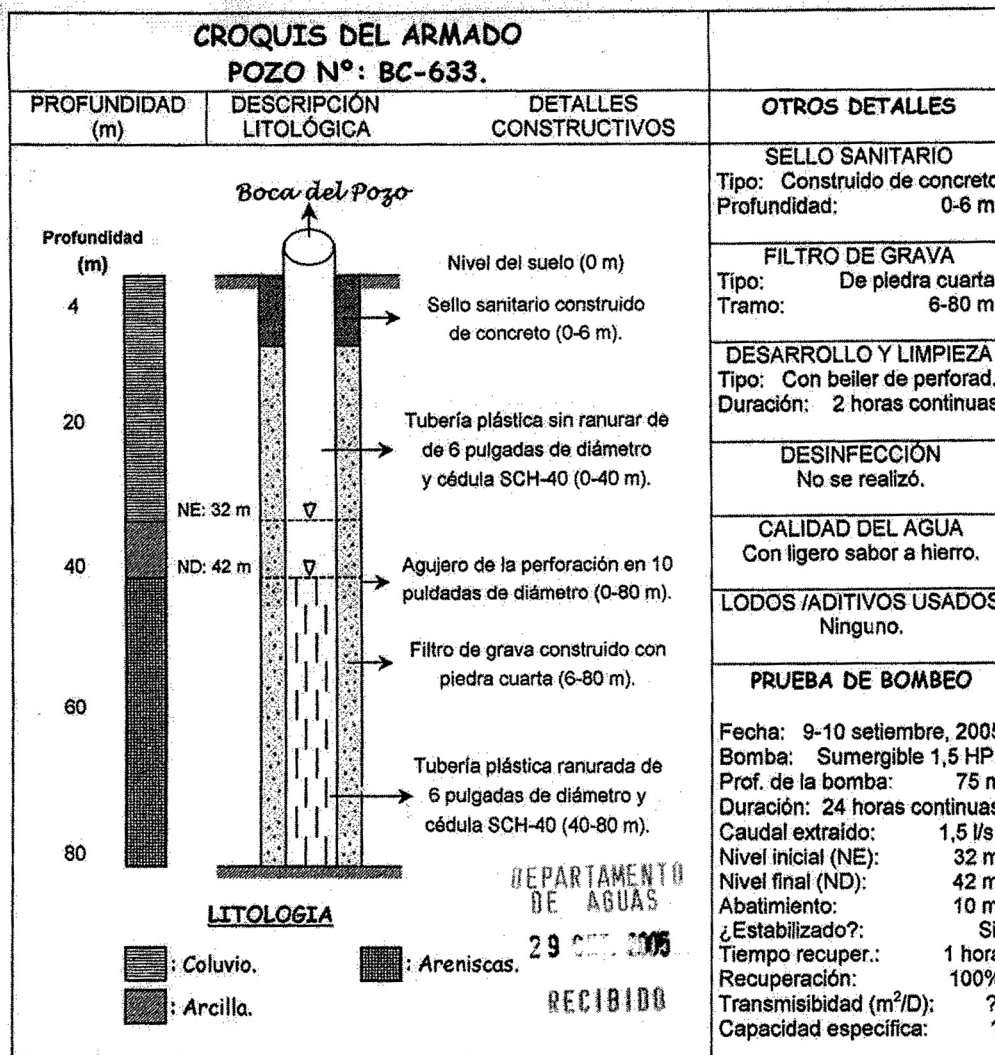 CROQUIS DEL ARMADO
POZO Nº: BC-633.
PROFUNDIDAD
(m)
DESCRIPCIÓN
LITOLÓGICA
DETALLES
CONSTRUCTIVOS
Boca del Pozo
Profundidad
(m)
4
20
40
60
80
NE: 32 m
ND: 42 m
Nivel del suelo (0 m)
Sello sanitario construido
de concreto (0-6 m).
Tubería plástica sin ranurar de
de 6 pulgadas de diámetro
y cédula SCH-40 (0-40 m).
Agujero de la perforación en 10
puldadas de diámetro (0-80 m).
Filtro de grava construido con
piedra cuarta (6-80 m).
Tubería plástica ranurada de
6 pulgadas de diámetro y
cédula SCH-40 (40-80 m).
LITOLOGIA
: Coluvio.
: Areniscas.
: Arcilla.
DEPARTAMENTO
DE AGUAS
29 2005
RECIBIDO
OTROS DETALLES
SELLO SANITARIO
Tipo: Construido de concreto
Profundidad: 0-6 m
FILTRO DE GRAVA
Tipo: De piedra cuarta
Tramo: 6-80 m
DESARROLLO Y LIMPIEZA
Tipo: Con beiler de perforad.
Duración: 2 horas continuas
DESINFECCIÓN
No se realizó.
CALIDAD DEL AGUA
Con ligero sabor a hierro.
LODOS /ADITIVOS USADOS
Ninguno.
PRUEBA DE BOMBEO
Fecha: 9-10 setiembre, 2005
Bomba: Sumergible 1,5 HP
Prof. de la bomba: 75 m
Duración: 24 horas continuas
Caudal extraído: 1,5 l/s
Nivel inicial (NE): 32 m
Nivel final (ND): 42 m
Abatimiento: 10 m
¿Estabilizado?: Si
Tiempo recuper.: 1 hora
Recuperación: 100%
Transmisibidad (m²/D): ?
Capacidad específica: